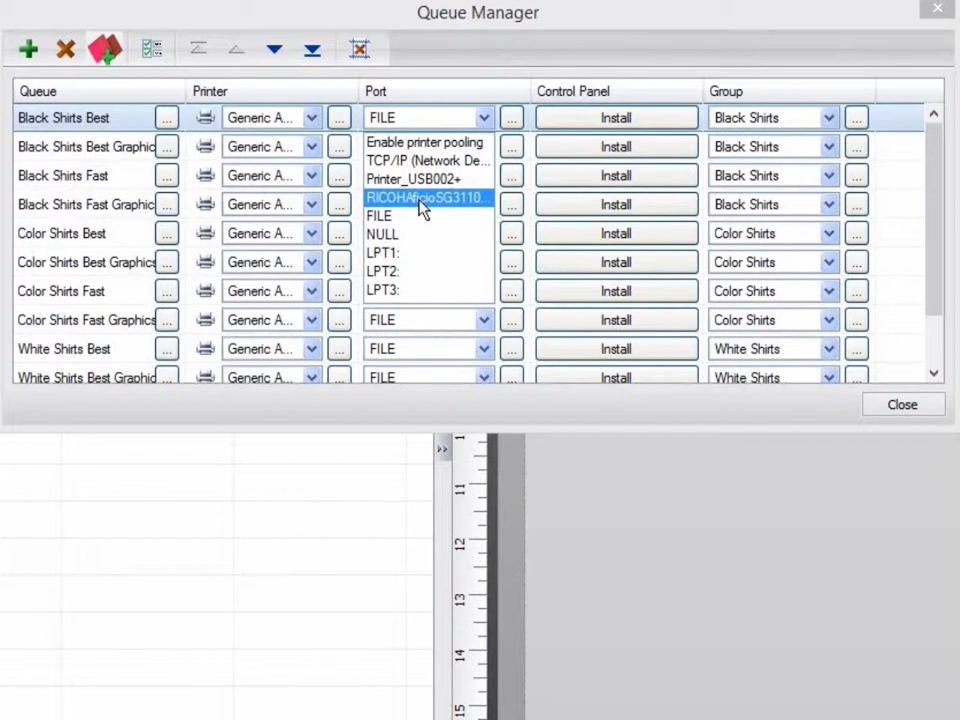 Queue Manager
Queue Printer Port Control Panel Group
Black Shirts Best ... Generic A... ... FILE ... Install Black Shirts ...
Enable printer pooling
Black Shirts Best Graphic ... Generic A... ... ... Install Black Shirts ...
TCP/IP (Network De...
Black Shirts Fast ... Generic A... ... Printer_USB002+ ... Install Black Shirts ...
RICOHAficioSG3110...
Black Shirts Fast Graphic ... Generic A... ... ... Install Black Shirts ...
FILE
Color Shirts Best ... Generic A... ... NULL ... Install Color Shirts ...
LPT1:
Color Shirts Best Graphics ... Generic A... ... ... Install Color Shirts ...
LPT2:
Color Shirts Fast ... Generic A... ... LPT3: ... Install Color Shirts ...
Color Shirts Fast Graphics ... Generic A... ... FILE ... Install Color Shirts ...
White Shirts Best ... Generic A... ... FILE ... Install White Shirts ...
White Shirts Best Graphic ... Generic A... ... FILE ... Install White Shirts ...
Close
11
12
13
14
15